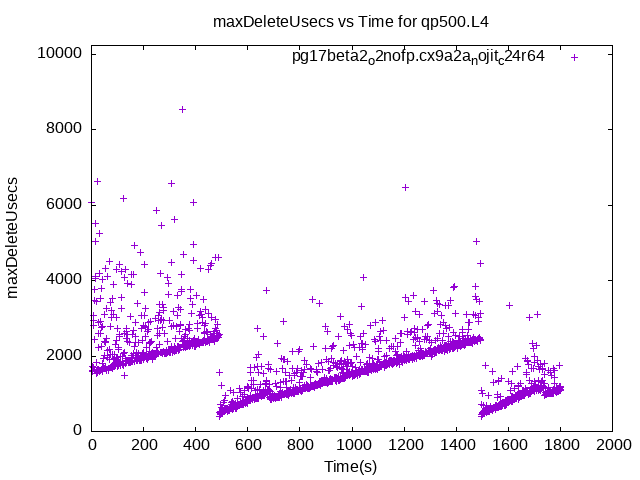 maxDeleteUsecs vs Time for qp500.L4
pg17beta2o2nofp.cx9a2anojitc24r64
10000
8000
6000
4000
2000
0
maxDeleteUsecs
0 200 400 600 800 1000 1200 1400 1600 1800 2000
Time(s)